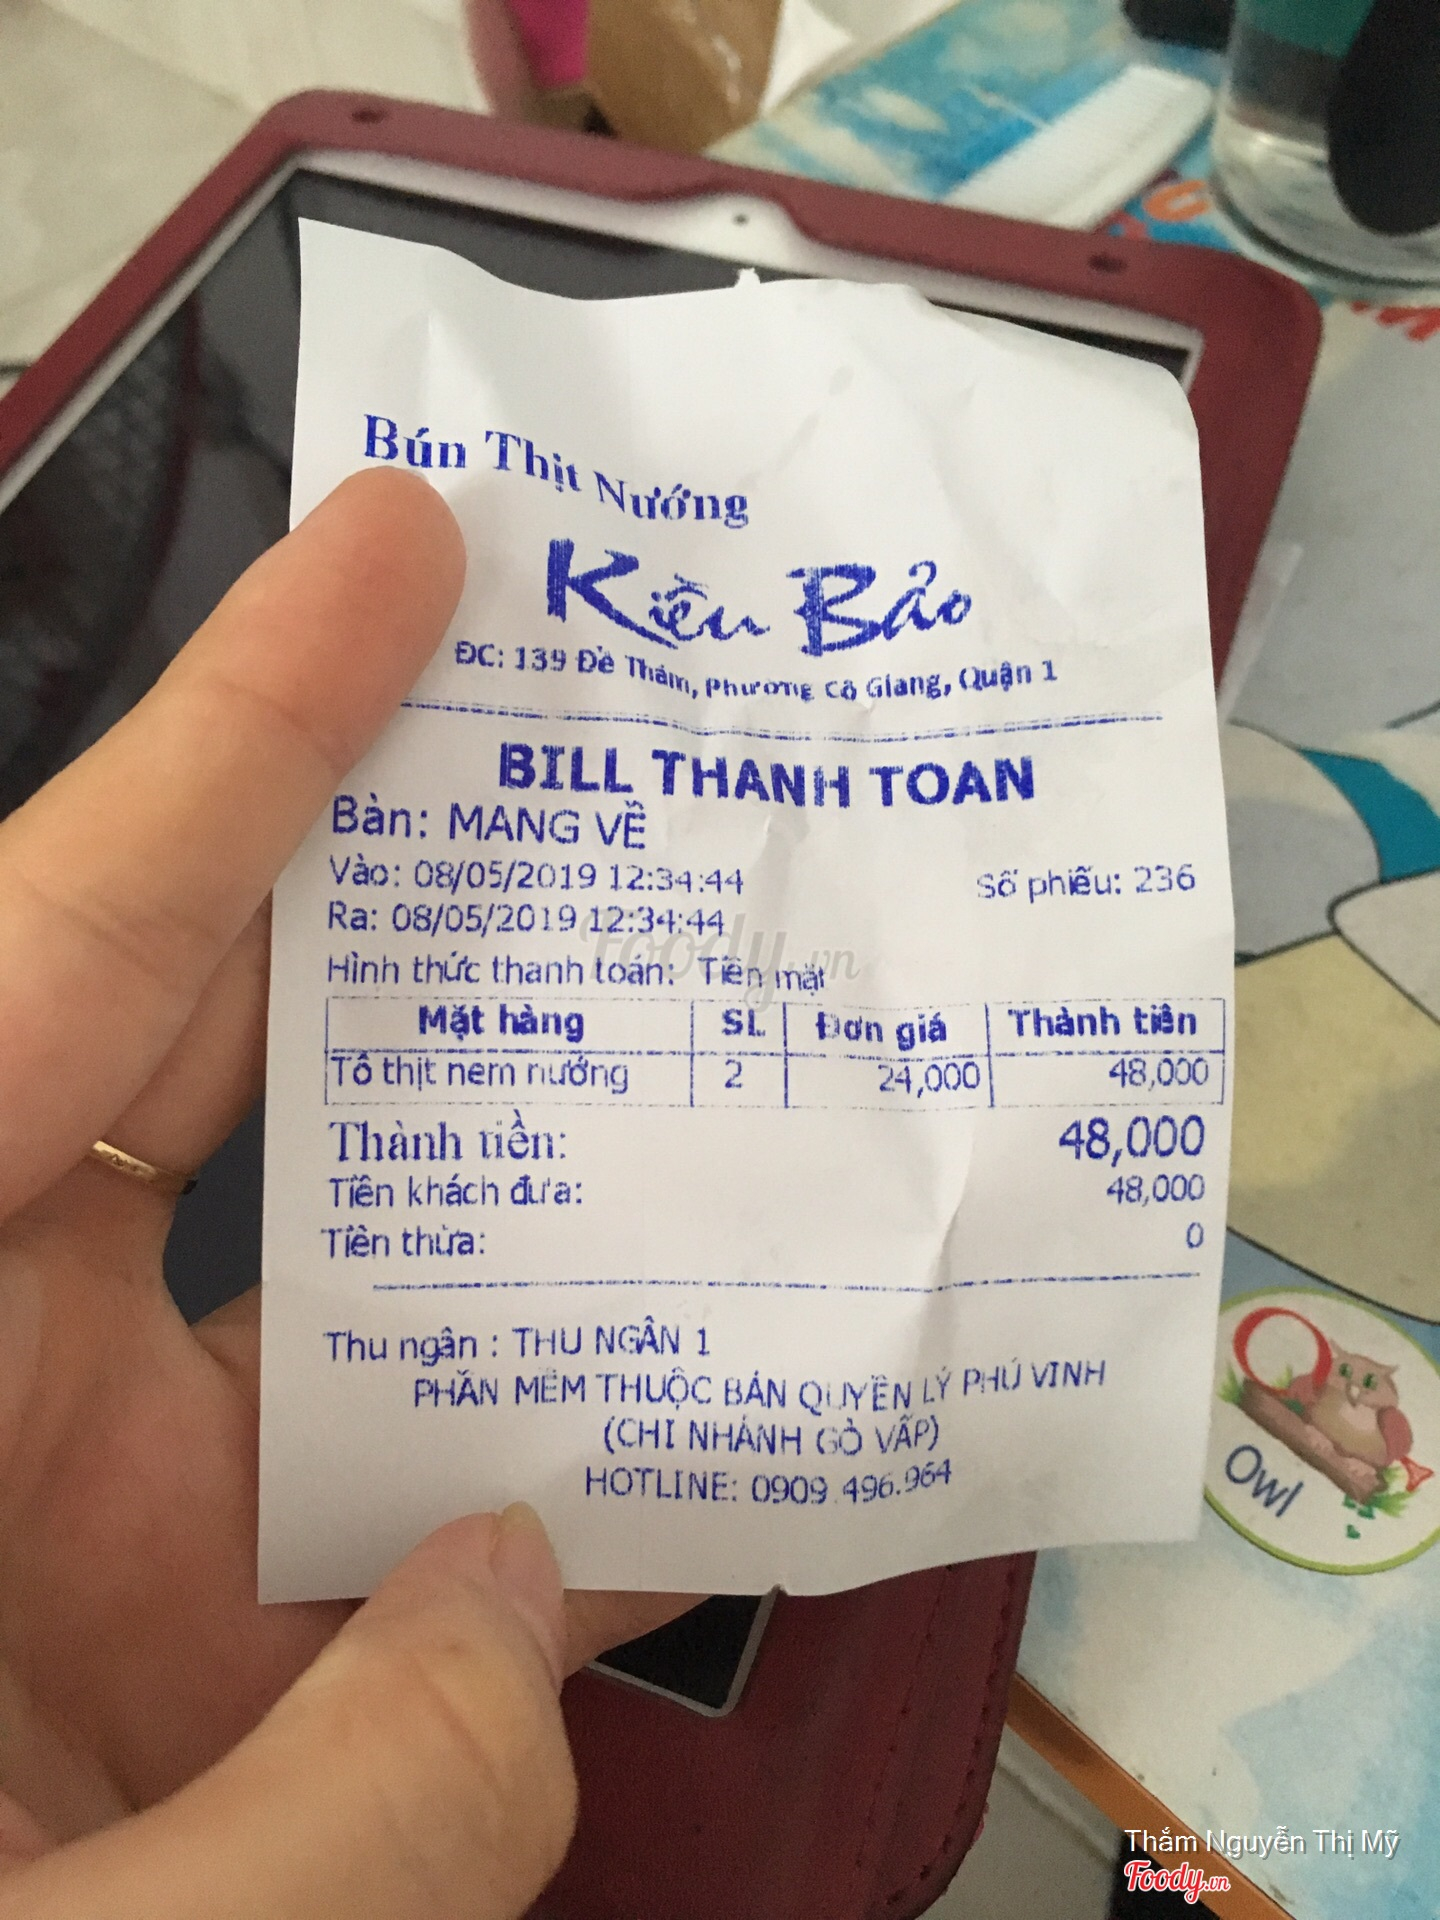 Bún Thịt Nướng
Kiều Bảo
ĐC: 139 Đề Thám, Phường Cô Giang, Quận 1
BILL THANH TOAN
Bàn: MANG VỀ
Vào: 08/05/2019 12:34:44 Số phiếu: 236
Ra: 08/05/2019 12:34:44
Hình thức thanh toán: Tiền mặt
Mặt hàng SL Đơn giá Thành tiền
Tô thịt nem nướng 2 24,000 48,000
Thành tiền: 48,000
Tiền khách đưa: 48,000
Tiền thừa: 0
Thu ngân : THU NGÂN 1
PHẦN MỀM THUỘC BẢN QUYỀN LÝ PHÚ VINH
(CHI NHÁNH GÒ VẤP)
HOTLINE: 0909.496.964
Foody.vn
Owl
Thắm Nguyễn Thị Mỹ
Foody.vn